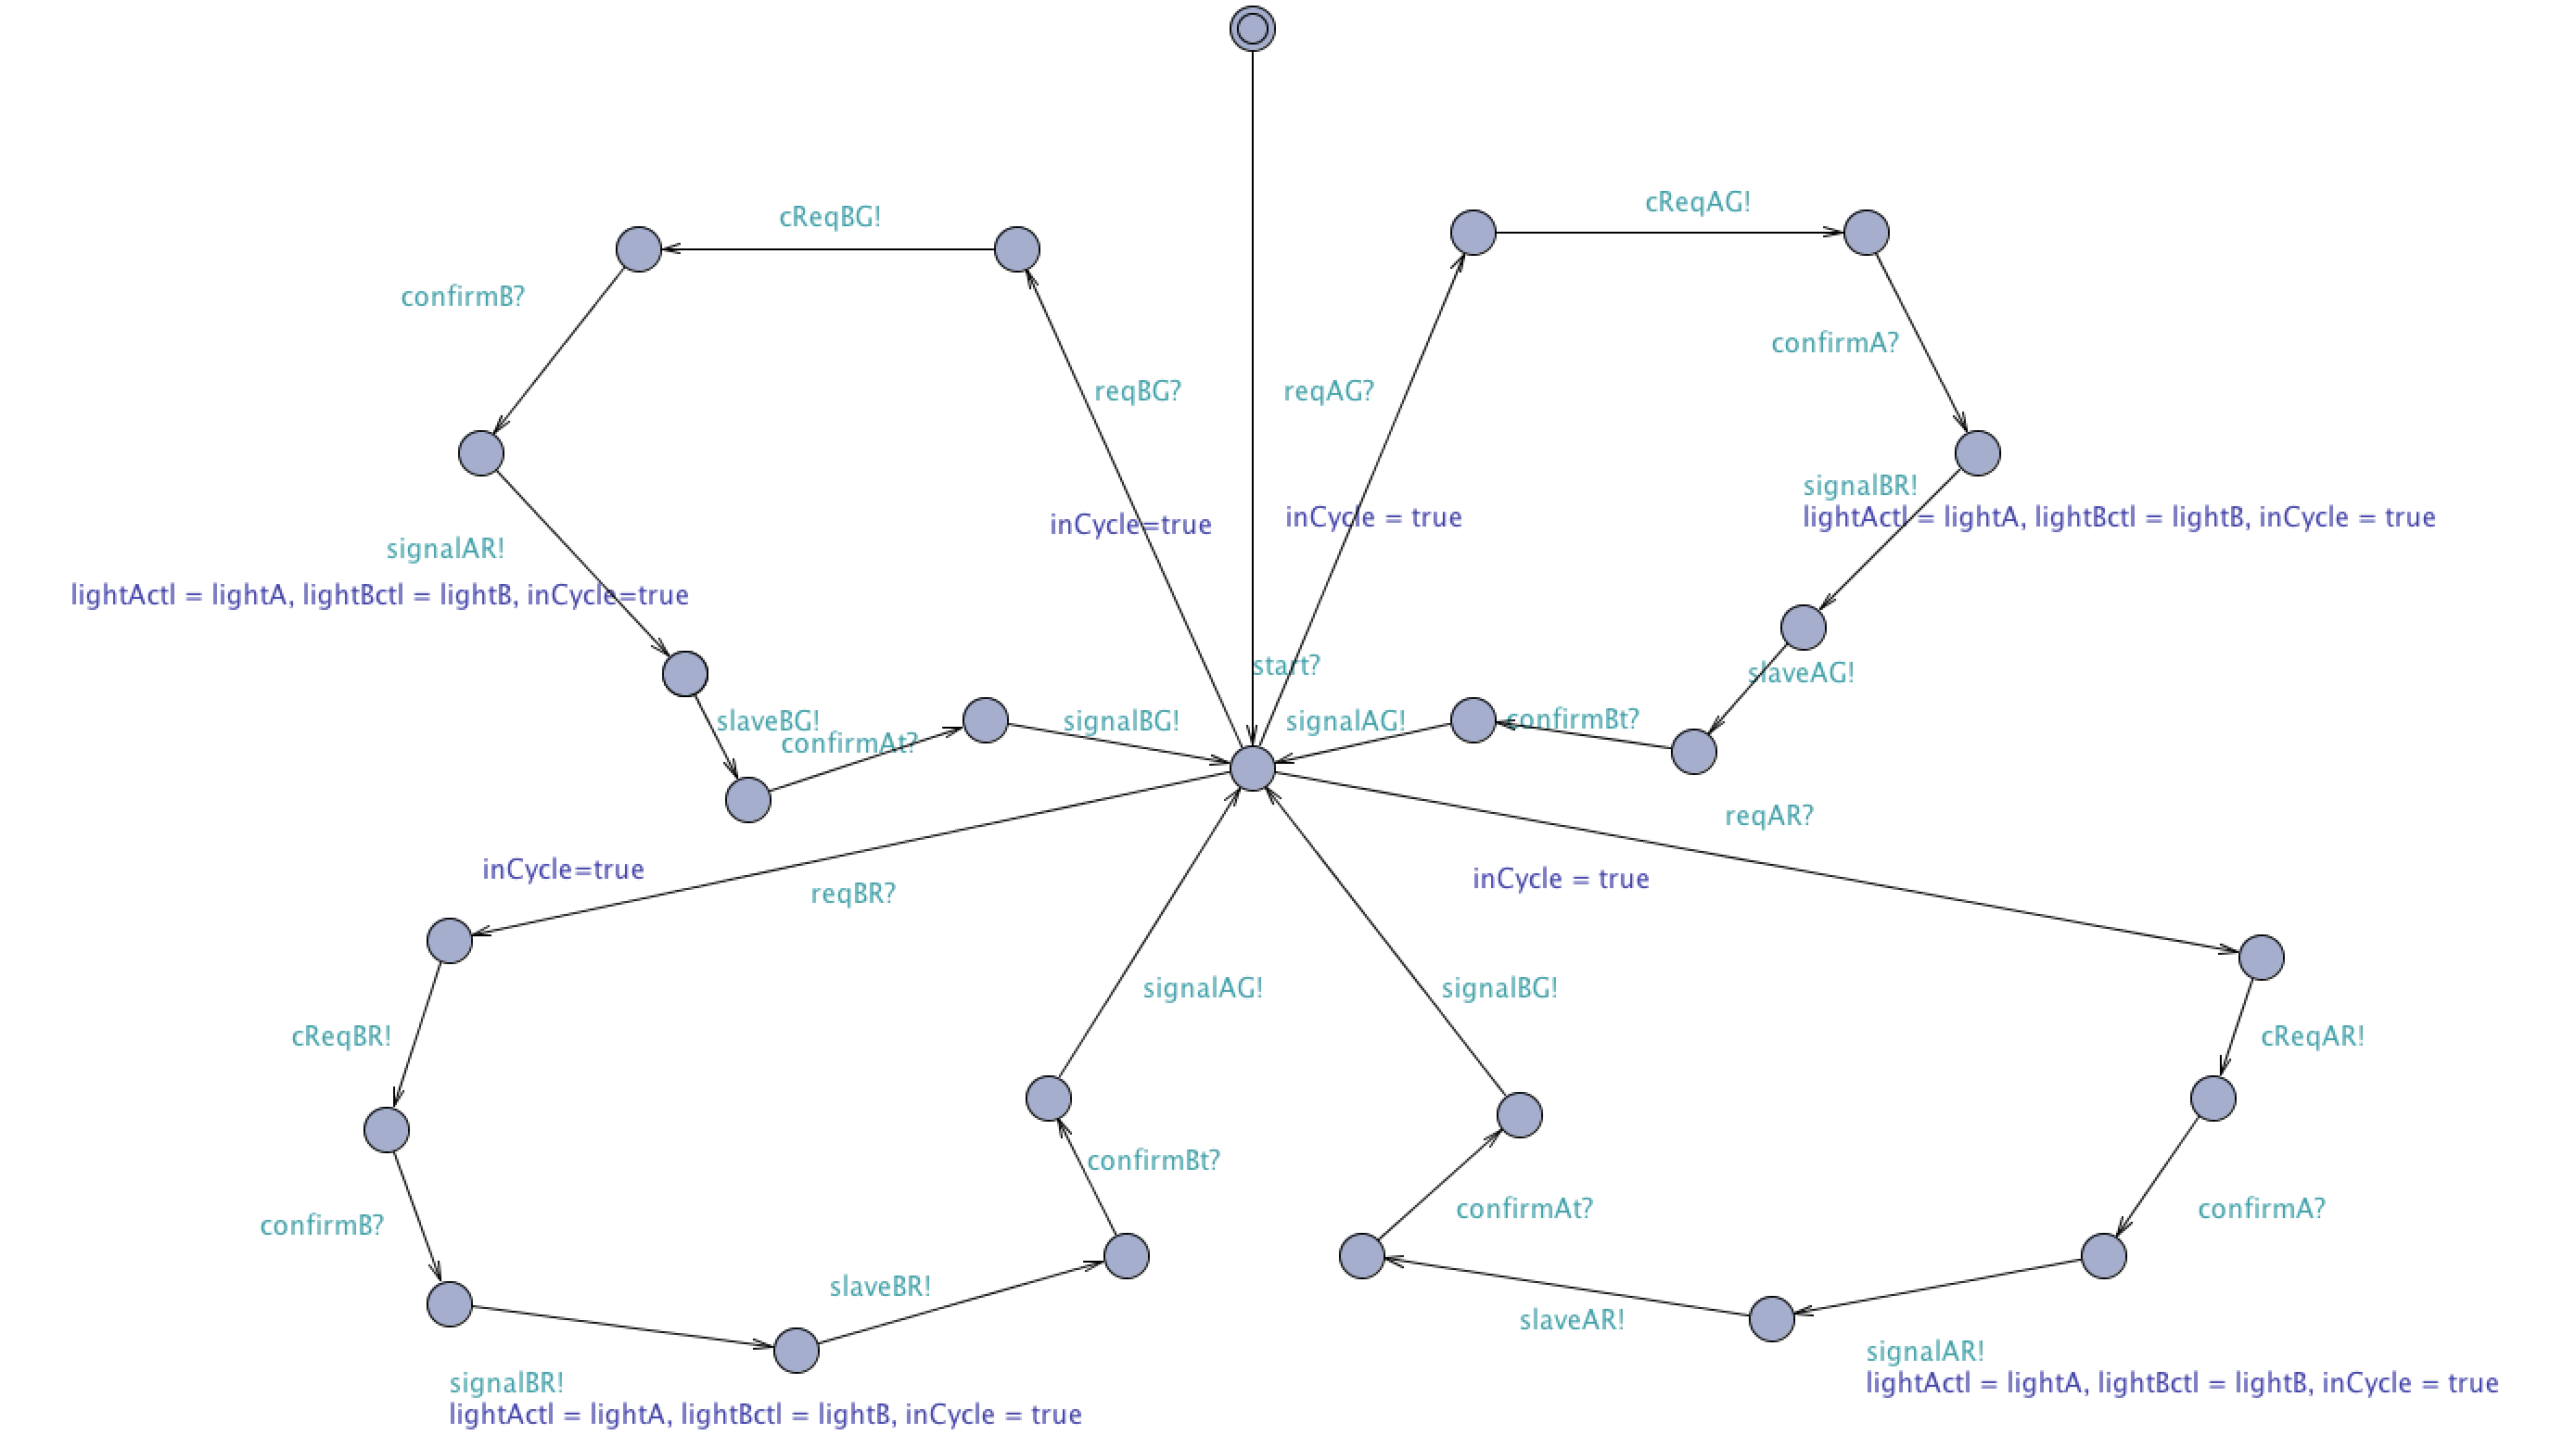 cReqAG!
cReqBG!
confirmB?
confirmA?
reqBG?
reqAG?
signalBR!
lightActl = lightA, lightBctl = lightB, inCycle = true
inCycle=true
inCycle = true
signalAR!
lightActl = lightA, lightBctl = lightB, inCycle=true
start?
slaveAG!
slaveBG!
signalBG!
signalAG!
confirmBt?
confirmAt?
reqAR?
inCycle=true
inCycle = true
reqBR?
signalAG!
signalBG!
cReqBR!
cReqAR!
confirmBt?
confirmAt?
confirmA?
confirmB?
slaveBR!
slaveAR!
signalAR!
lightActl = lightA, lightBctl = lightB, inCycle = true
signalBR!
lightActl = lightA, lightBctl = lightB, inCycle = true